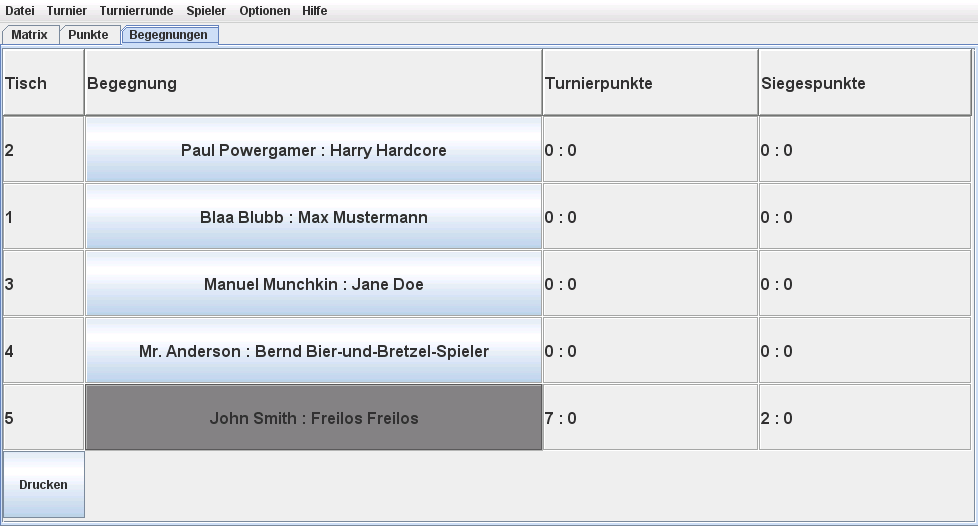 Datei Turnier Turnierrunde Spieler Optionen Hilfe
Matrix Punkte Begegnungen
Tisch Begegnung Turnierpunkte Siegespunkte
2 Paul Powergamer : Harry Hardcore 0 : 0 0 : 0
1 Blaa Blubb : Max Mustermann 0 : 0 0 : 0
3 Manuel Munchkin : Jane Doe 0 : 0 0 : 0
4 Mr. Anderson : Bernd Bier-und-Bretzel-Spieler 0 : 0 0 : 0
5 John Smith : Freilos Freilos 7 : 0 2 : 0
Drucken